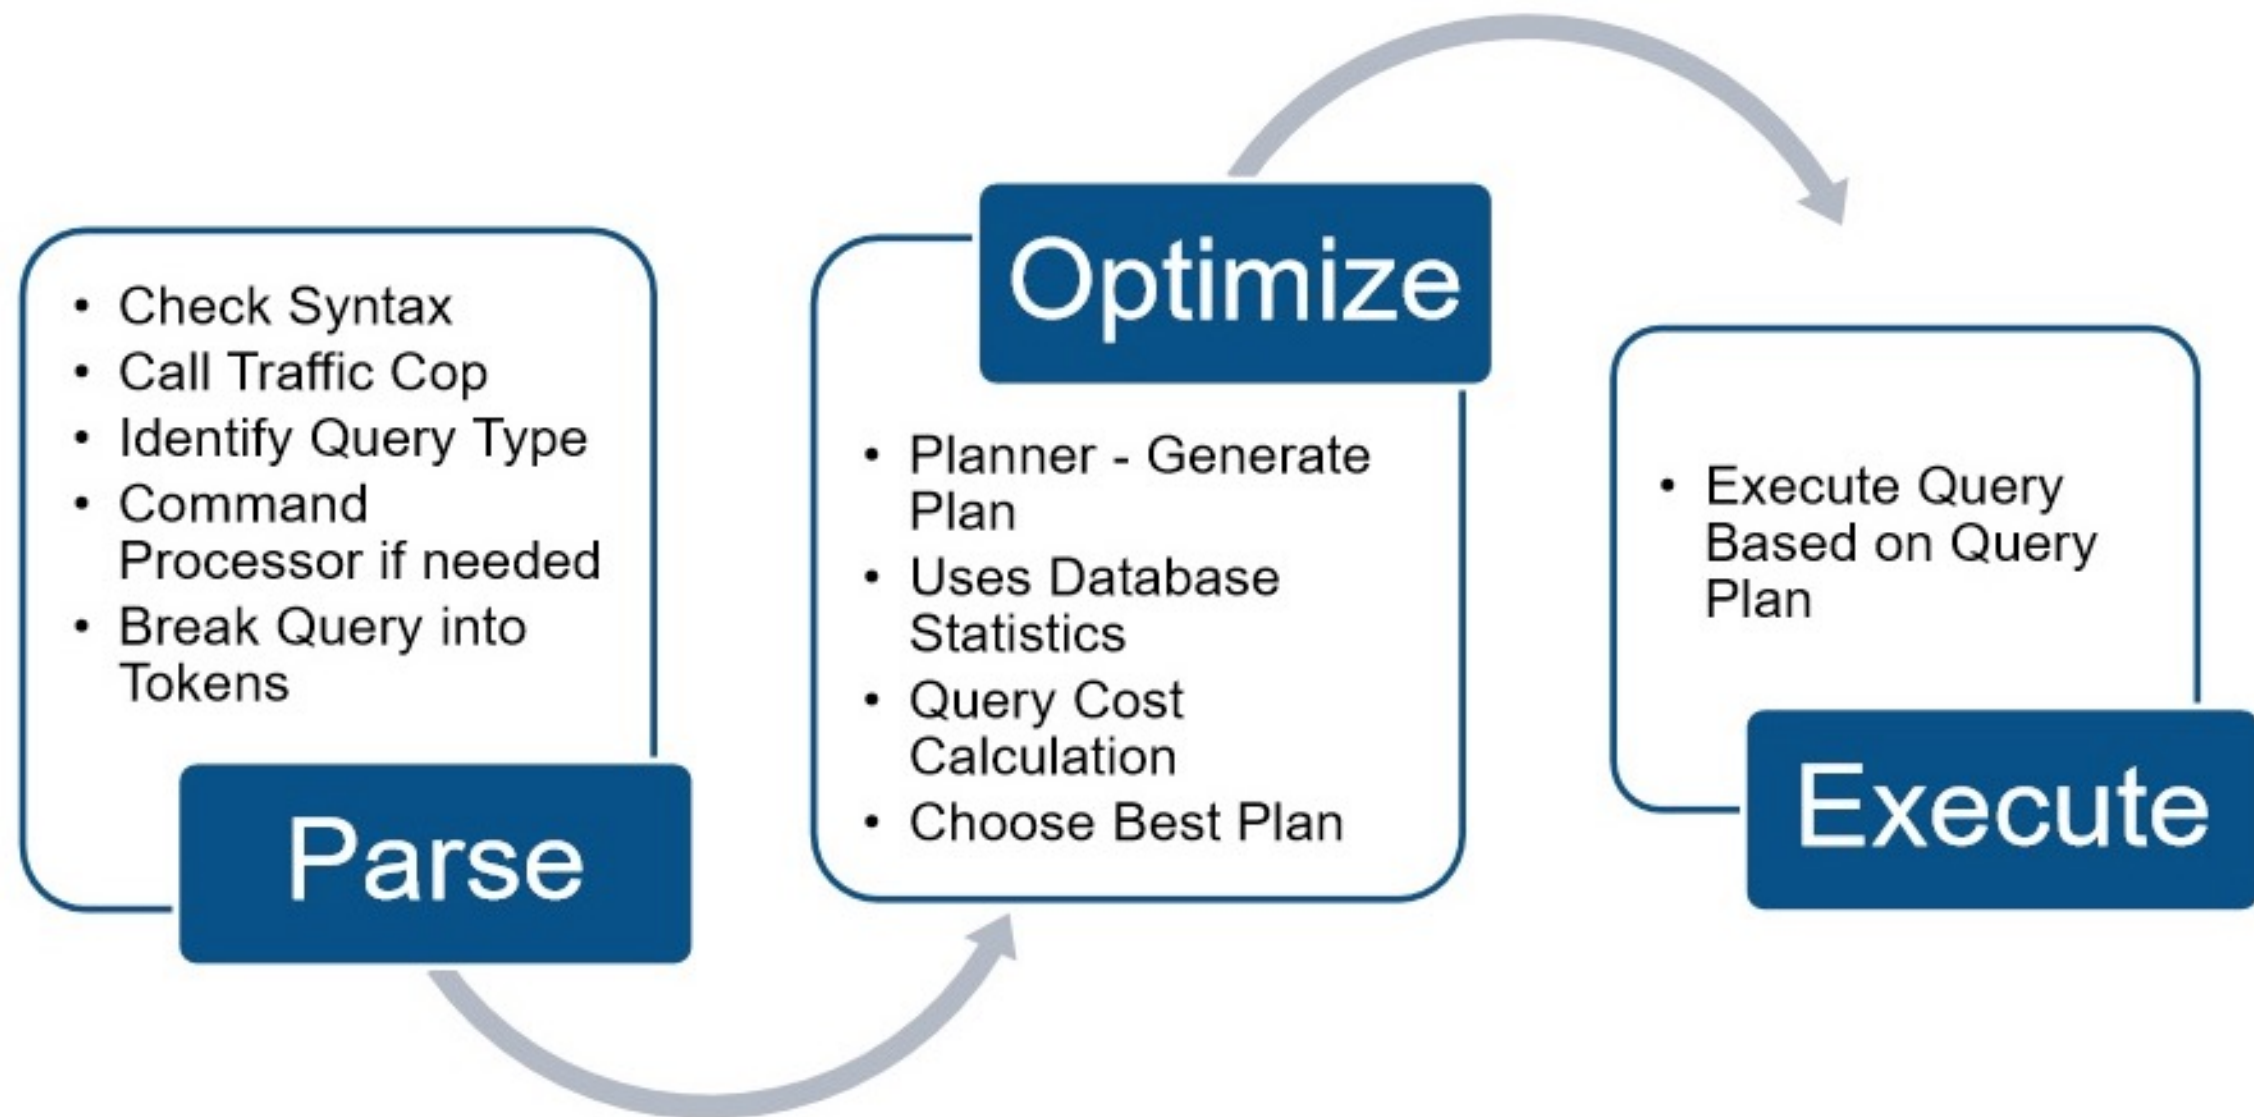 • Check Syntax
• Call Traffic Cop
• Identify Query Type
• Command
Processor if needed
• Break Query into
Tokens
Parse
Optimize
• Planner - Generate
Plan
• Uses Database
Statistics
• Query Cost
Calculation
• Choose Best Plan
• Execute Query
Based on Query
Plan
Execute